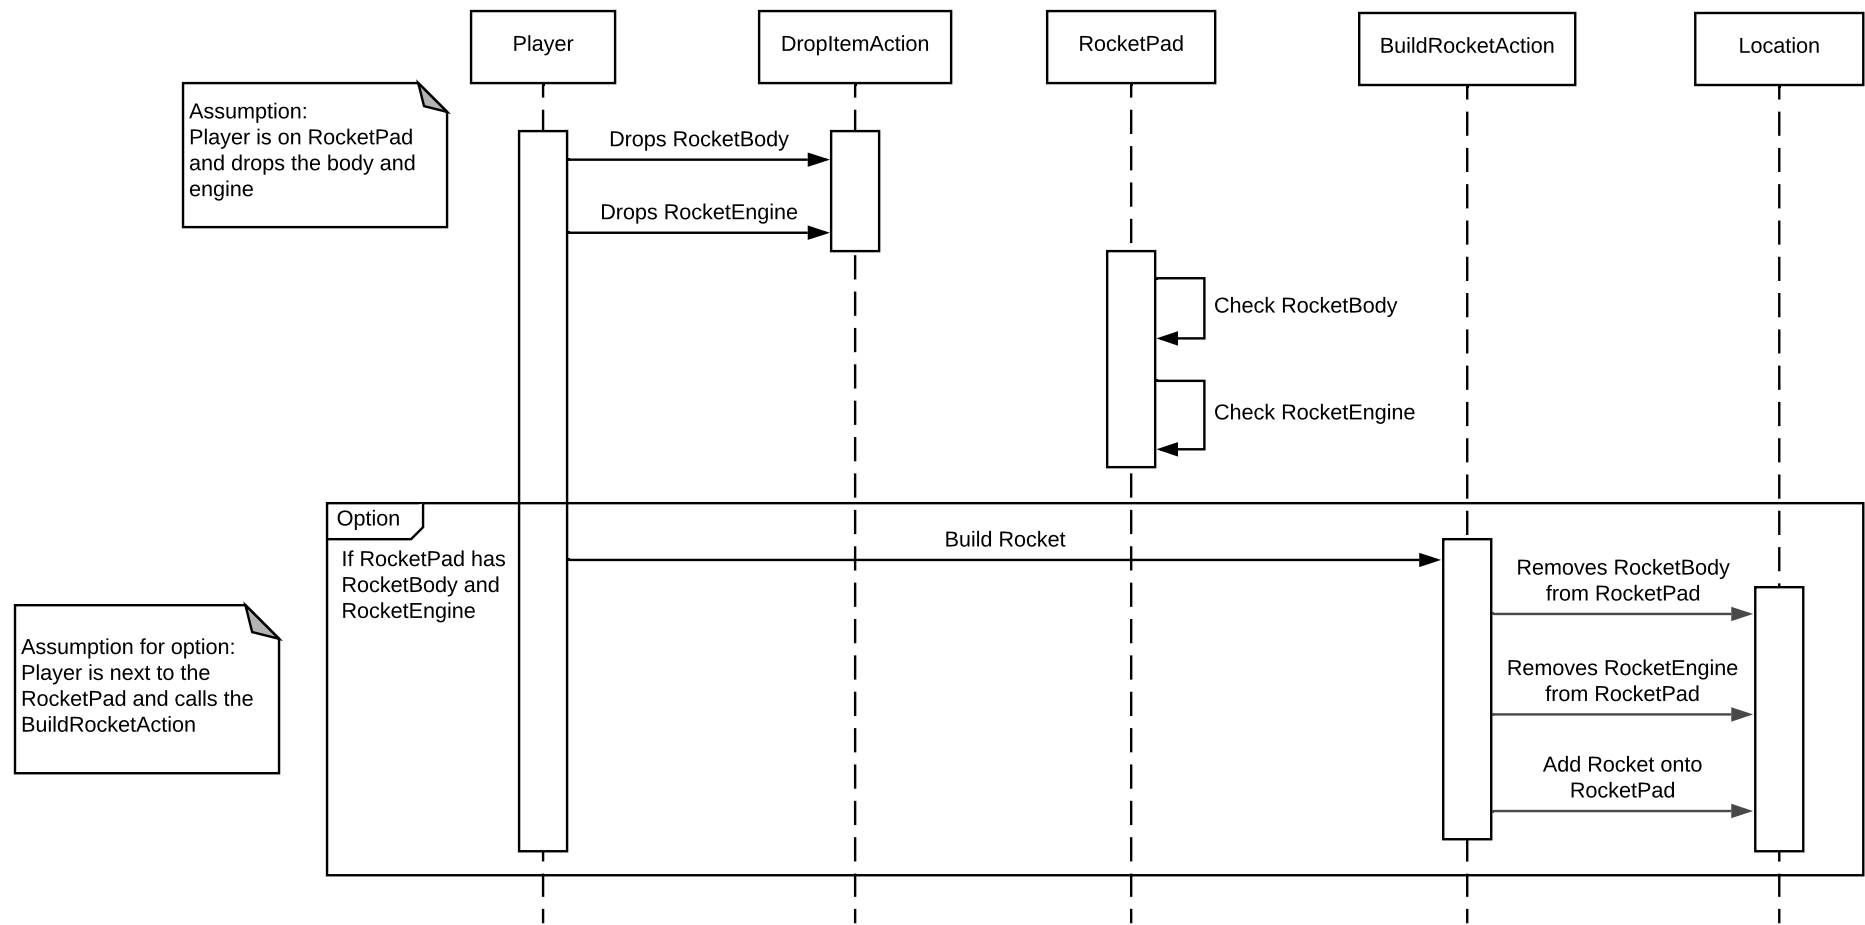 Player
DropItemAction
RocketPad
BuildRocketAction
Location
Assumption:
Player is on RocketPad
and drops the body and
engine
Drops RocketBody
Drops RocketEngine
Check RocketBody
Check RocketEngine
Option
If RocketPad has
RocketBody and
RocketEngine
Build Rocket
Removes RocketBody
from RocketPad
Assumption for option:
Player is next to the
RocketPad and calls the
BuildRocketAction
Removes RocketEngine
from RocketPad
Add Rocket onto
RocketPad